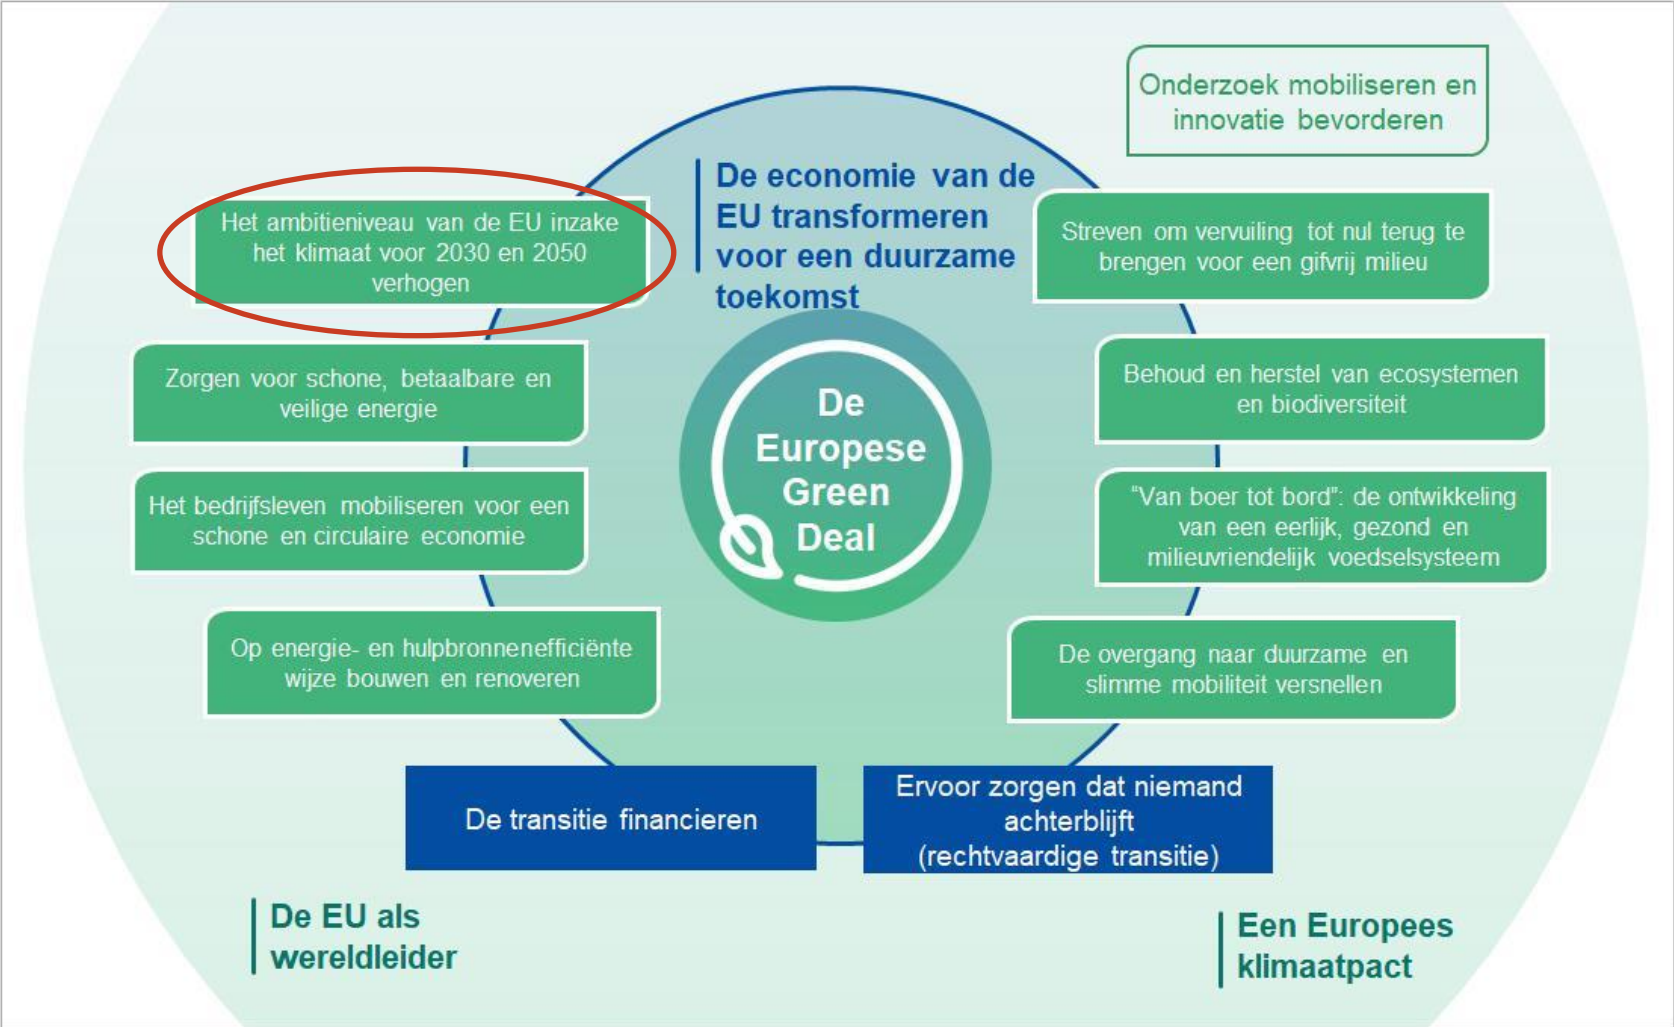 Onderzoek mobiliseren en
innovatie bevorderen
De economie van de
EU transformeren
voor een duurzame
toekomst
Het ambitieniveau van de EU inzake
het klimaat voor 2030 en 2050
verhogen
Streven om vervuiling tot nul terug te
brengen voor een gifvrij milieu
Zorgen voor schone, betaalbare en
veilige energie
Behoud en herstel van ecosystemen
en biodiversiteit
De
Europese
Green
Deal
Het bedrijfsleven mobiliseren voor een
schone en circulaire economie
"Van boer tot bord": de ontwikkeling
van een eerlijk, gezond en
milieuvriendelijk voedselsysteem
Op energie- en hulpbronnenefficiënte
wijze bouwen en renoveren
De overgang naar duurzame en
slimme mobiliteit versnellen
De transitie financieren
Ervoor zorgen dat niemand
achterblijft
(rechtvaardige transitie)
De EU als
wereldleider
Een Europees
klimaatpact